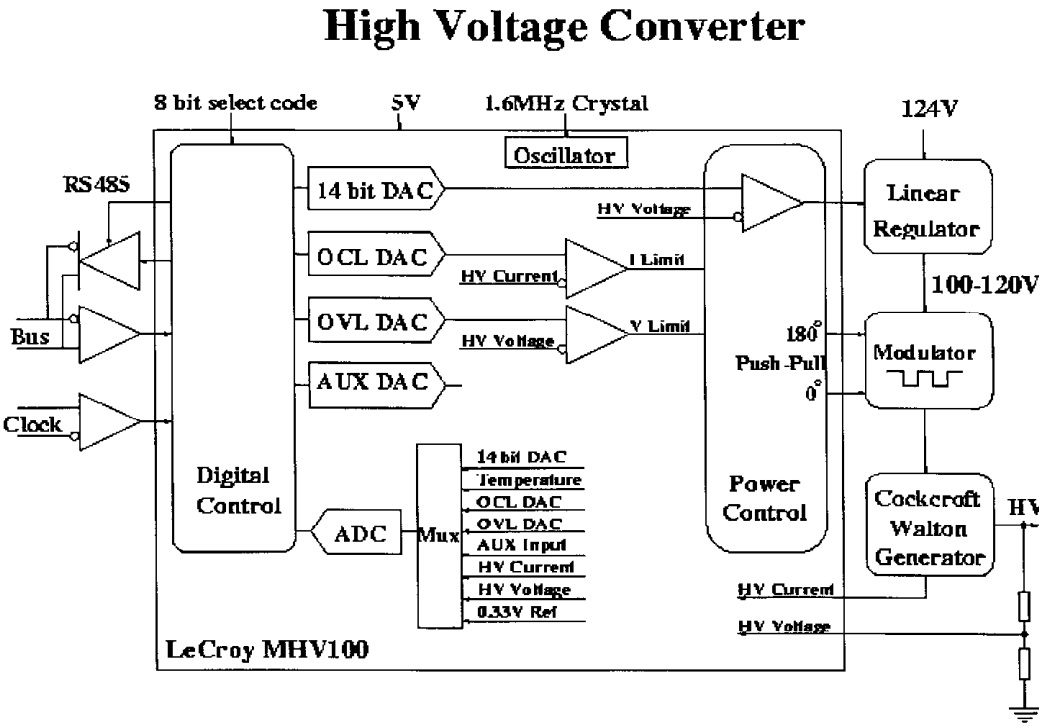 High Voltage Converter
8 bit select code
5V
1.6MHz Crystal
124V
Oscillator
RS485
14 bit DAC
HV Voltage
Linear
Regulator
OCL DAC
HV Current
I Limit
100-120V
OVL DAC
HV Voltage
V Limit
Bus
180°
Push-Pull
0°
Modulator
AUX DAC
Clock
Digital
Control
ADC
Mux
14 bit DAC
Temperature
OCL DAC
OVL DAC
AUX Input
HV Current
HV Voltage
0.33V Ref
Power
Control
Cockcroft
Walton
Generator
HV
HV Current
HV Voltage
LeCroy MHV100